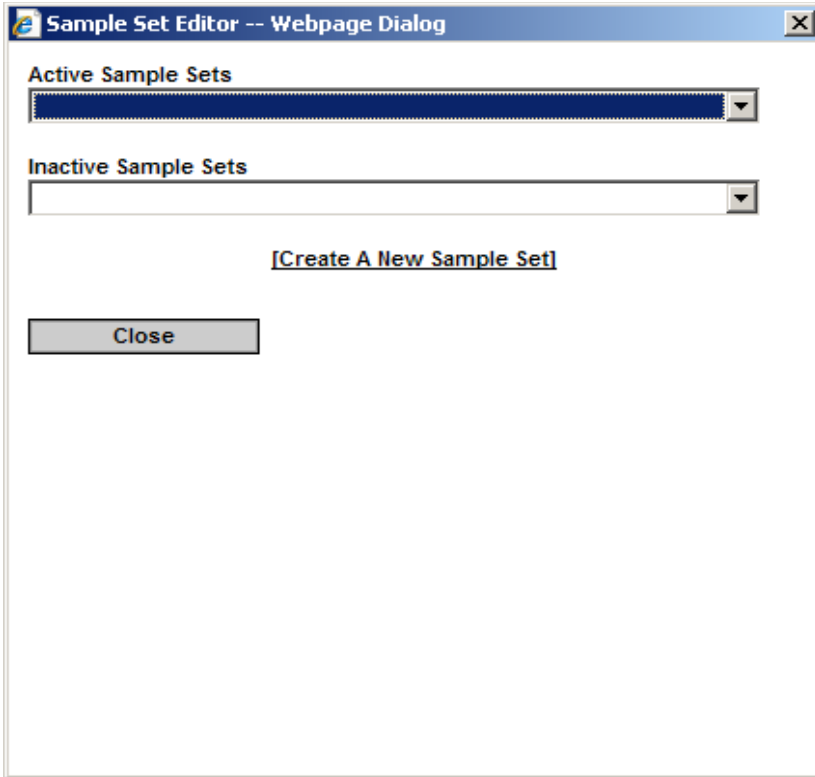 Sample Set Editor -- Webpage Dialog
Active Sample Sets
Inactive Sample Sets
[Create A New Sample Set]
Close